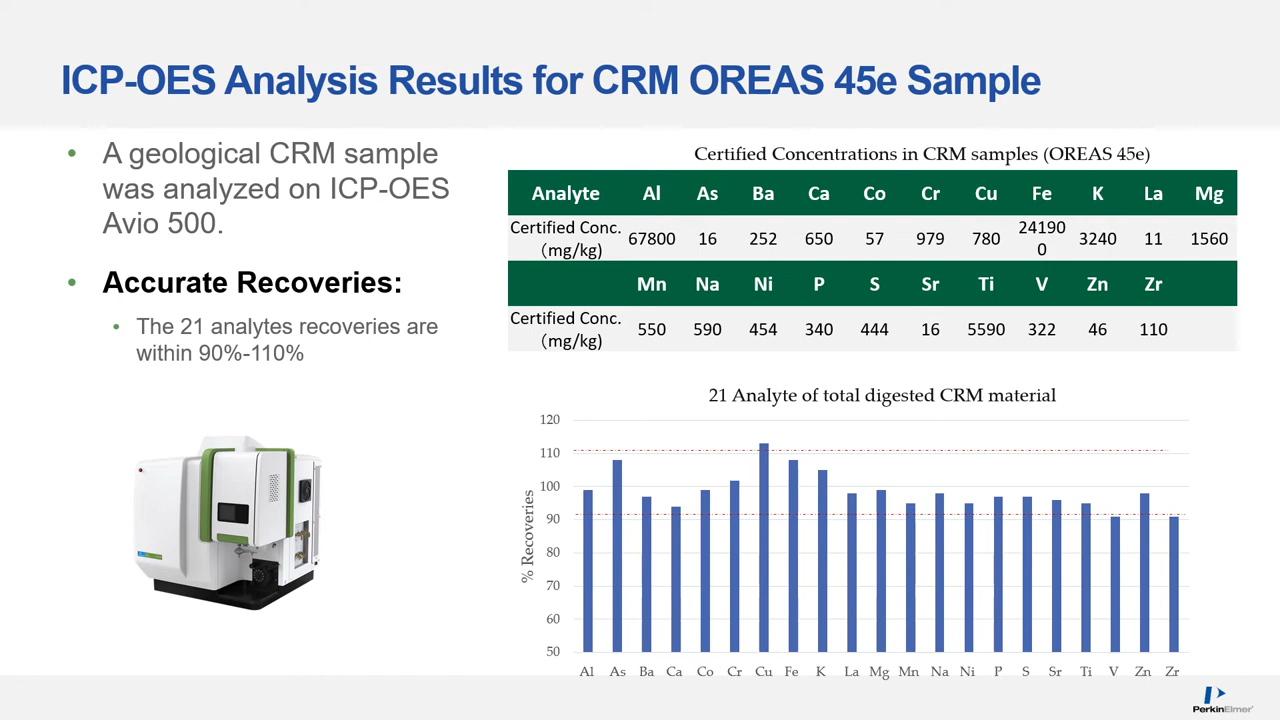 ICP-OES Analysis Results for CRM OREAS 45e Sample
• A geological CRM sample
was analyzed on ICP-OES
Avio 500.
• Accurate Recoveries:
• The 21 analytes recoveries are
within 90%-110%
Certified Concentrations in CRM samples (OREAS 45e)
Analyte Al As Ba Ca Co Cr Cu Fe K La Mg
Certified Conc.
(mg/kg) 67800 16 252 650 57 979 780 24190
0 3240 11 1560
Mn Na Ni P S Sr Ti V Zn Zr
Certified Conc.
(mg/kg) 550 590 454 340 444 16 5590 322 46 110
21 Analyte of total digested CRM material
% Recoveries
120
110
100
90
80
70
60
50
Al As Ba Ca Co Cr Cu Fe K La Mg Mn Na Ni P S Sr Ti V Zn Zr
PerkinElmer